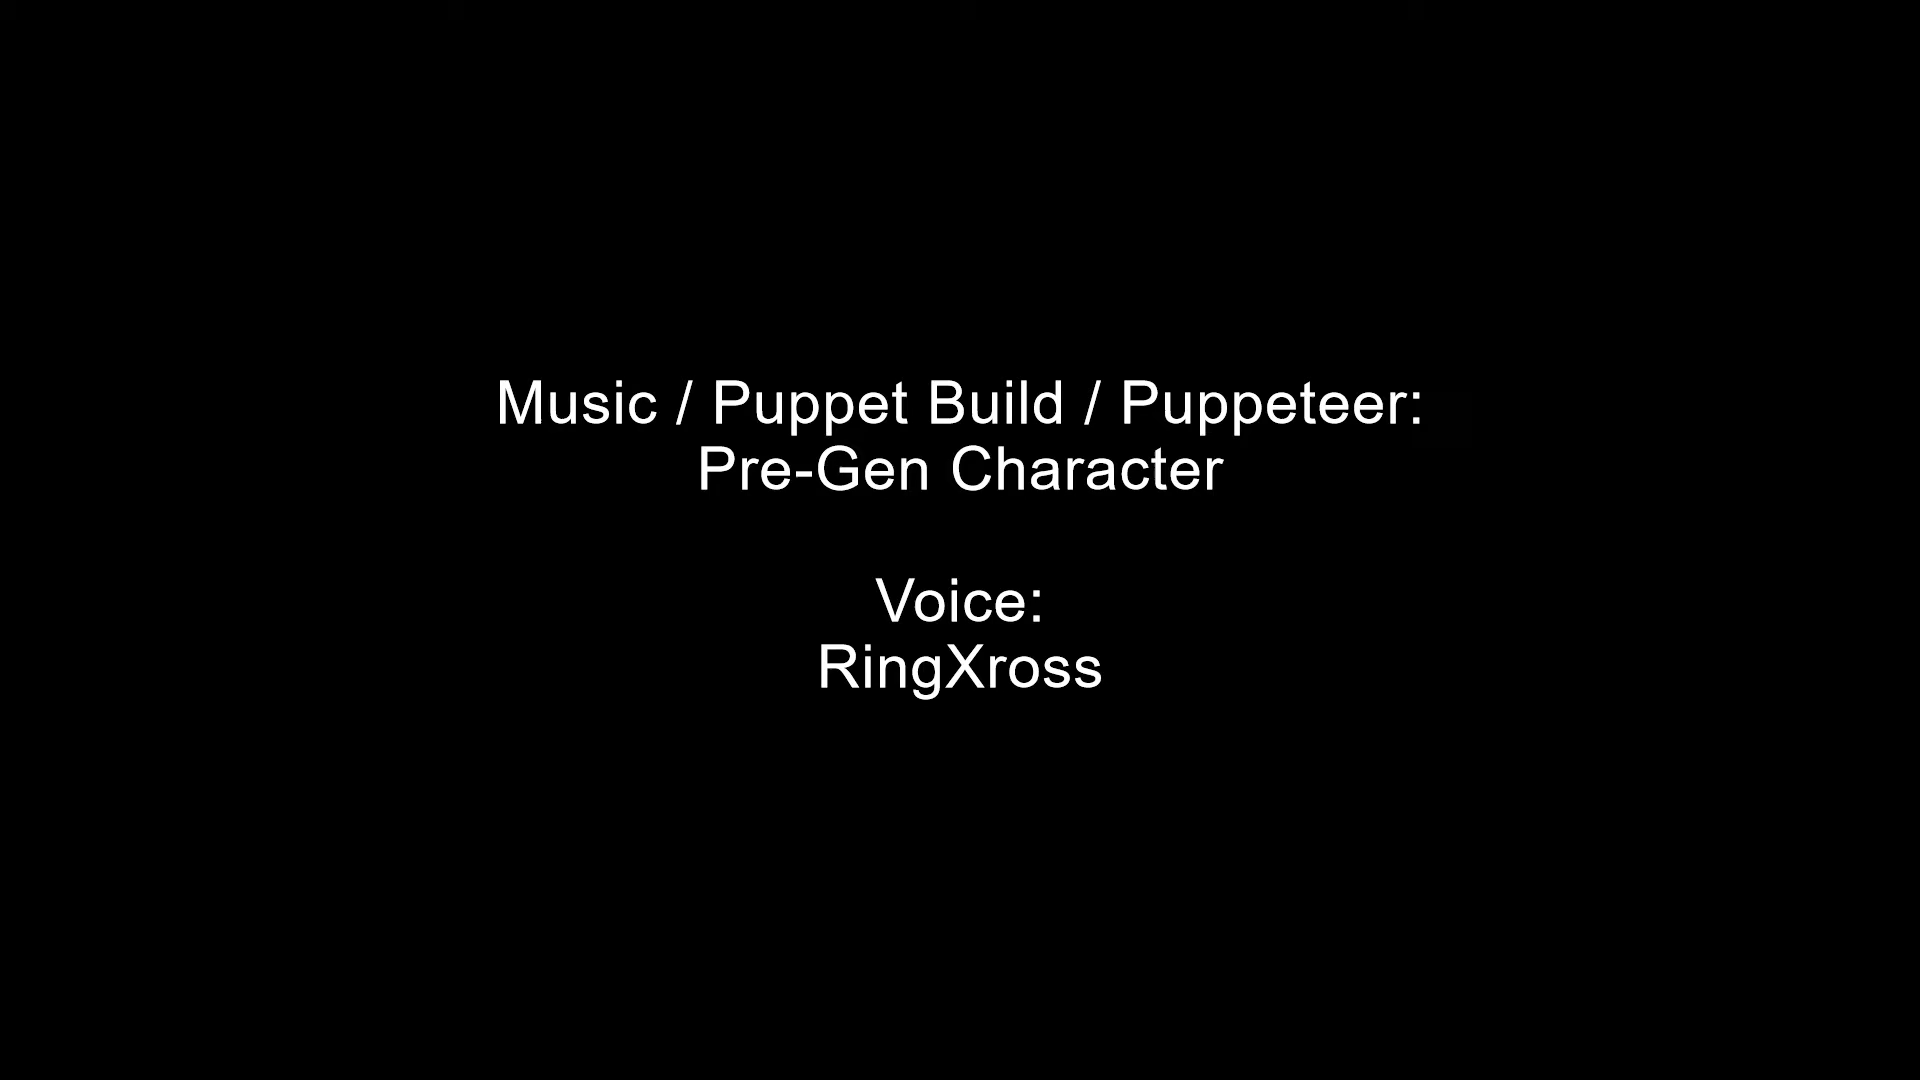 Music / Puppet Build / Puppeteer:
Pre-Gen Character
Voice:
RingXross